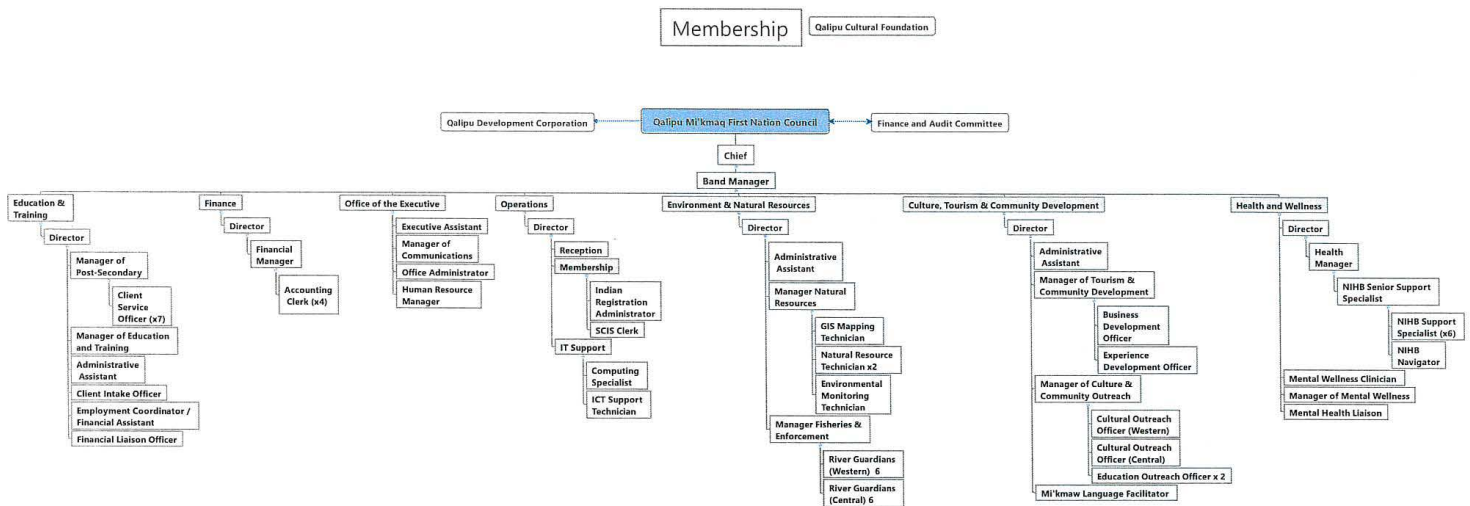 Membership
Qalipu Cultural Foundation
Qalipu Development Corporation
Qalipu Mi'kmaq First Nation Council
Finance and Audit Committee
Chief
Band Manager
Education &
Training
Director
Manager of
Post-Secondary
Client
Service
Officer (x7)
Manager of Education
and Training
Administrative
Assistant
Client Intake Officer
Employment Coordinator /
Financial Assistant
Financial Liaison Officer
Finance
Director
Financial
Manager
Accounting
Clerk (x4)
Office of the Executive
Executive Assistant
Manager of
Communications
Office Administrator
Human Resource
Manager
Operations
Director
Reception
Membership
Indian
Registration
Administrator
SCIS Clerk
IT Support
Computing
Specialist
ICT Support
Technician
Environment & Natural Resources
Director
Administrative
Assistant
Manager Natural
Resources
GIS Mapping
Technician
Natural Resource
Technician x2
Environmental
Monitoring
Technician
Manager Fisheries &
Enforcement
River Guardians
(Western) 6
River Guardians
(Central) 6
Culture, Tourism & Community Development
Director
Administrative
Assistant
Manager of Tourism
& Community Development
Business
Development
Officer
Experience
Development Officer
Manager of Culture &
Community Outreach
Cultural Outreach
Officer (Western)
Cultural Outreach
Officer (Central)
Education Outreach Officer x 2
Mi'kmaw Language Facilitator
Health and Wellness
Director
Health
Manager
NIHB Senior Support
Specialist
NIHB Support
Specialist (x6)
NIHB
Navigator
Mental Wellness Clinician
Manager of Mental Wellness
Mental Health Liaison